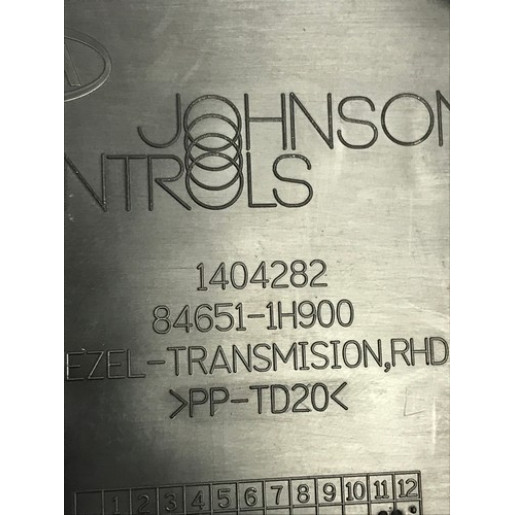 JOHNSON
NTROLS
1404282
84651-1H900
EZEL-TRANSMISION,RHD
>PP-TD20<
1 2 3 4 5 6 7 8 9 10 11 12